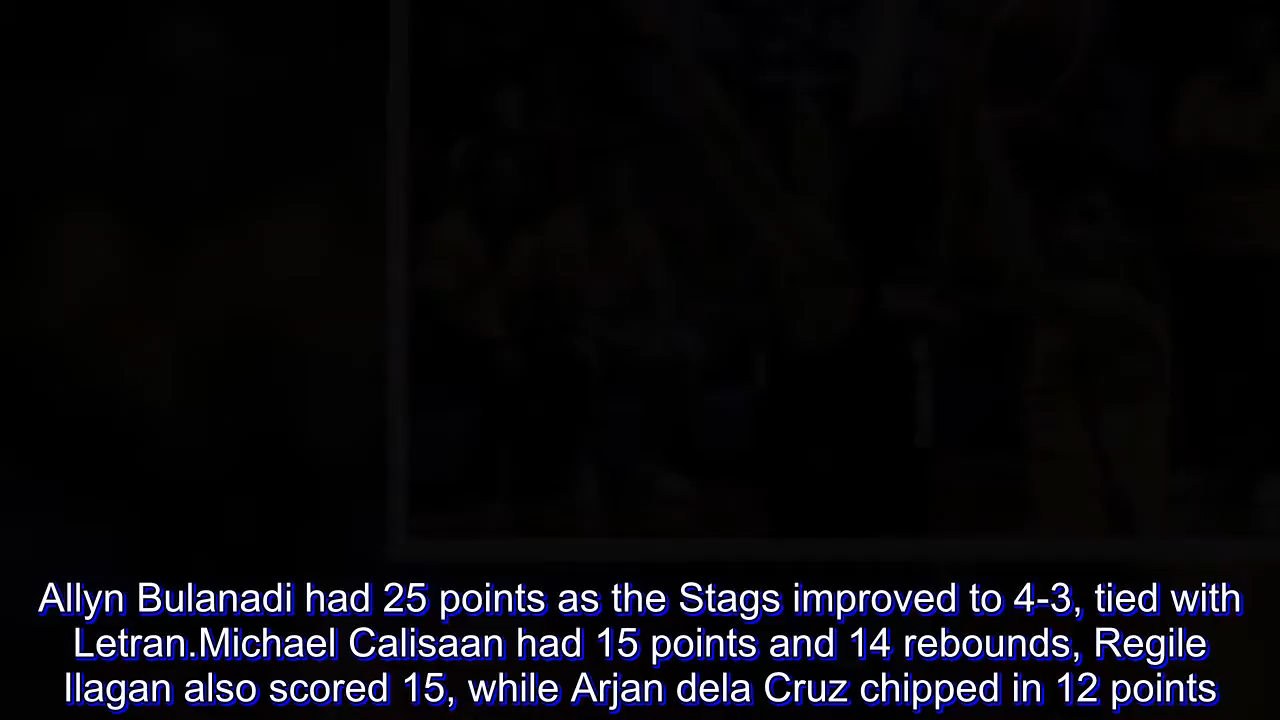 Allyn Bulanadi had 25 points as the Stags improved to 4-3, tied with
Letran.Michael Calisaan had 15 points and 14 rebounds, Regile
Ilagan also scored 15, while Arjan dela Cruz chipped in 12 points